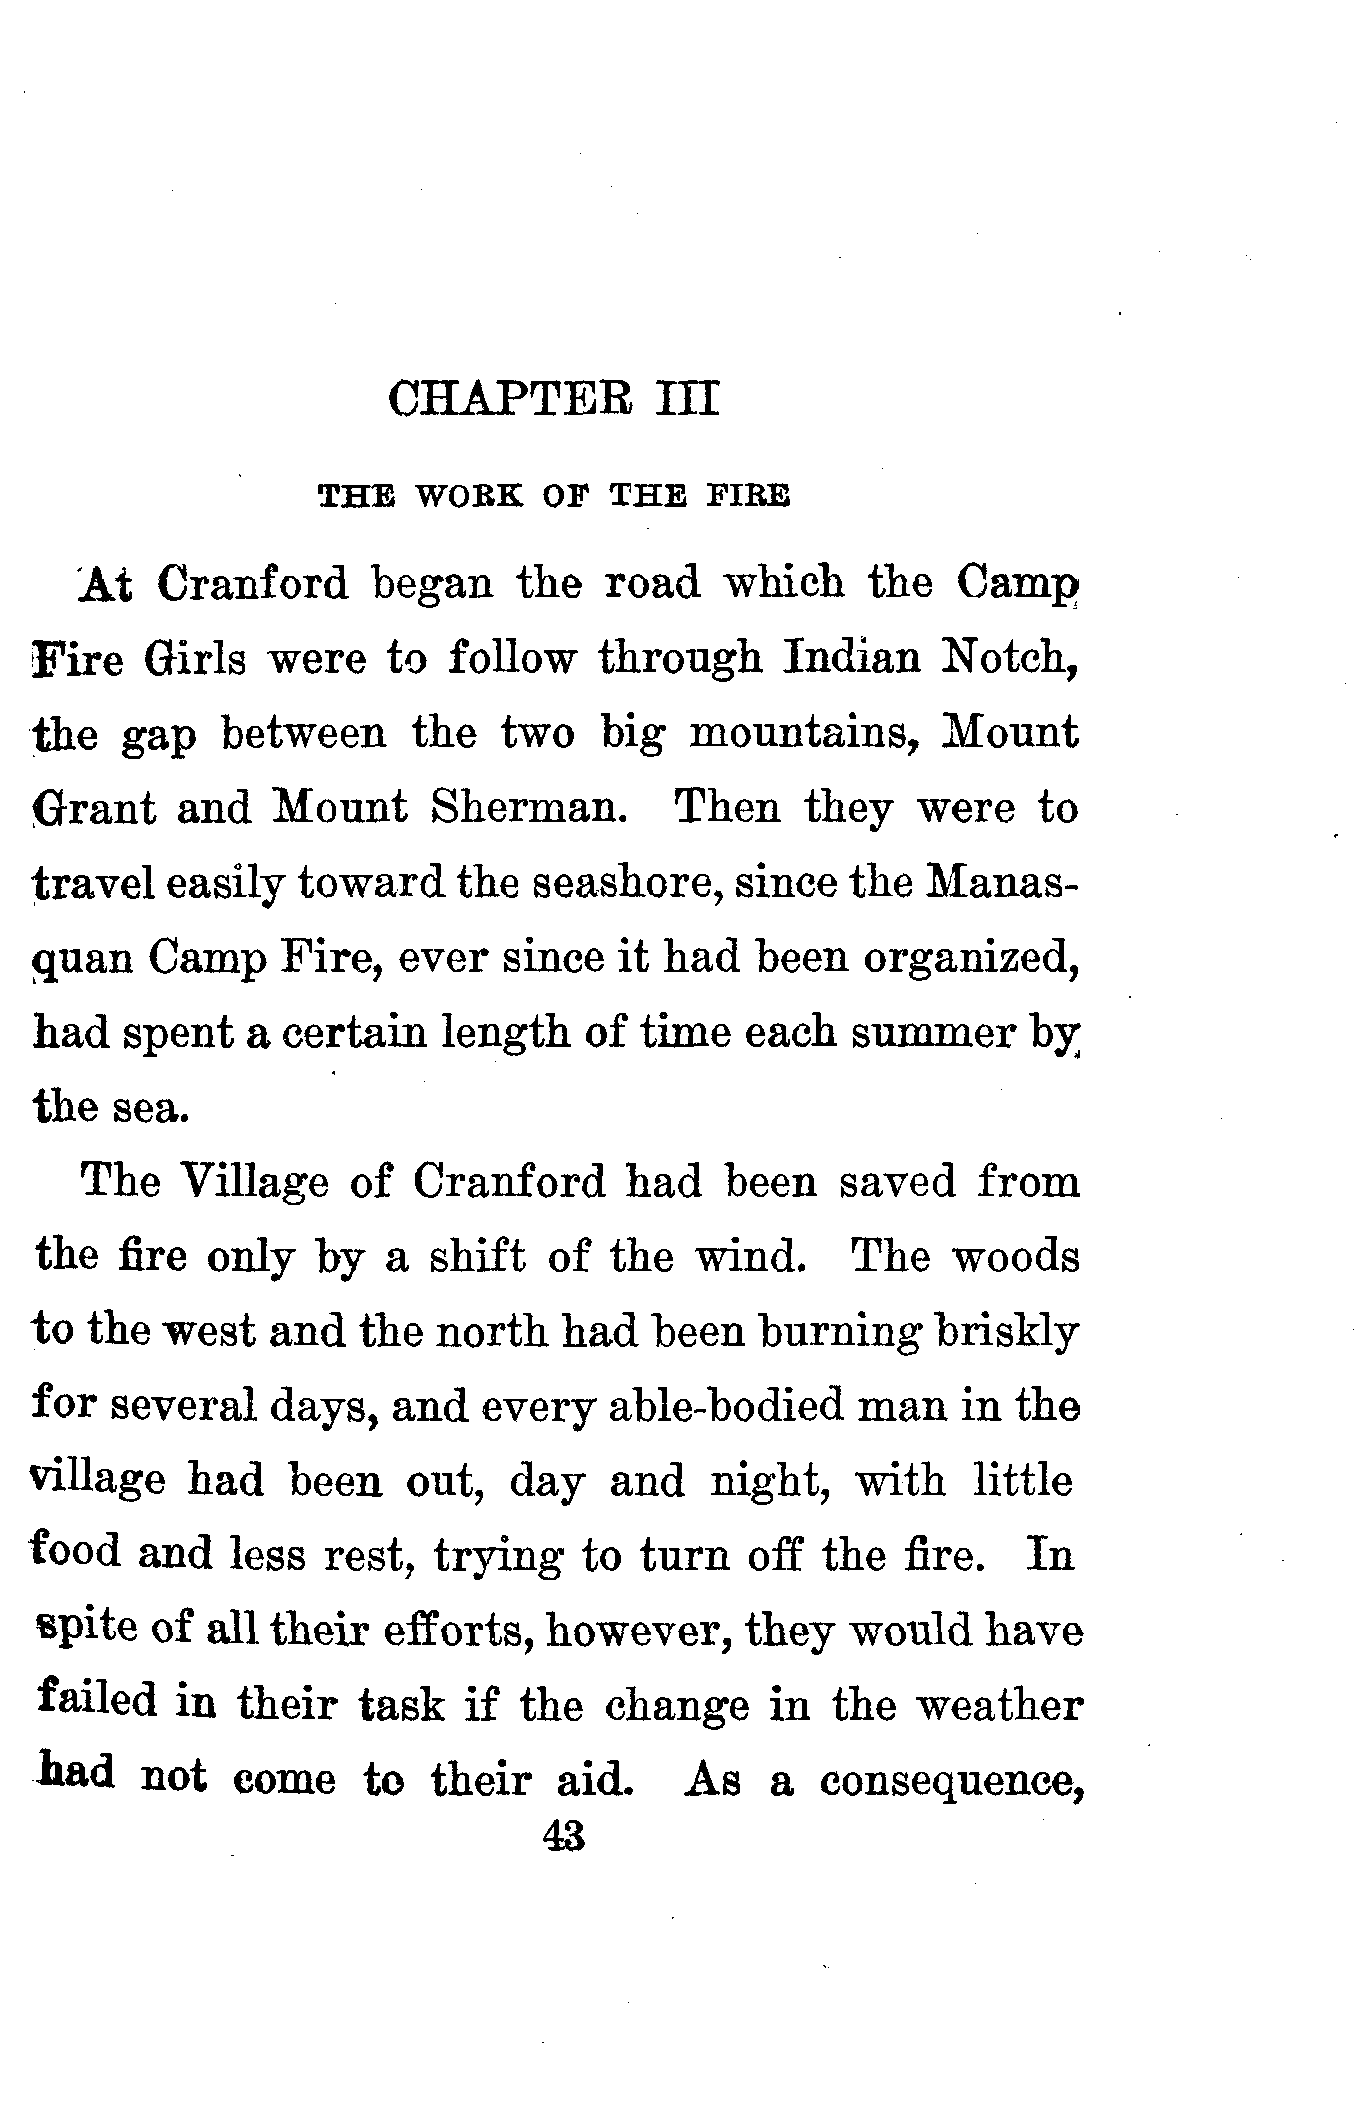 CHAPTER III
THE WORK OF THE FIRE
At Cranford began the road which the Camp
Fire Girls were to follow through Indian Notch,
the gap between the two big mountains, Mount
Grant and Mount Sherman. Then they were to
travel easily toward the seashore, since the Manas-
quan Camp Fire, ever since it had been organized,
had spent a certain length of time each summer by
the sea.
The Village of Cranford had been saved from
the fire only by a shift of the wind. The woods
to the west and the north had been burning briskly
for several days, and every able-bodied man in the
village had been out, day and night, with little
food and less rest, trying to turn off the fire. In
spite of all their efforts, however, they would have
failed in their task if the change in the weather
had not come to their aid. As a consequence,
43